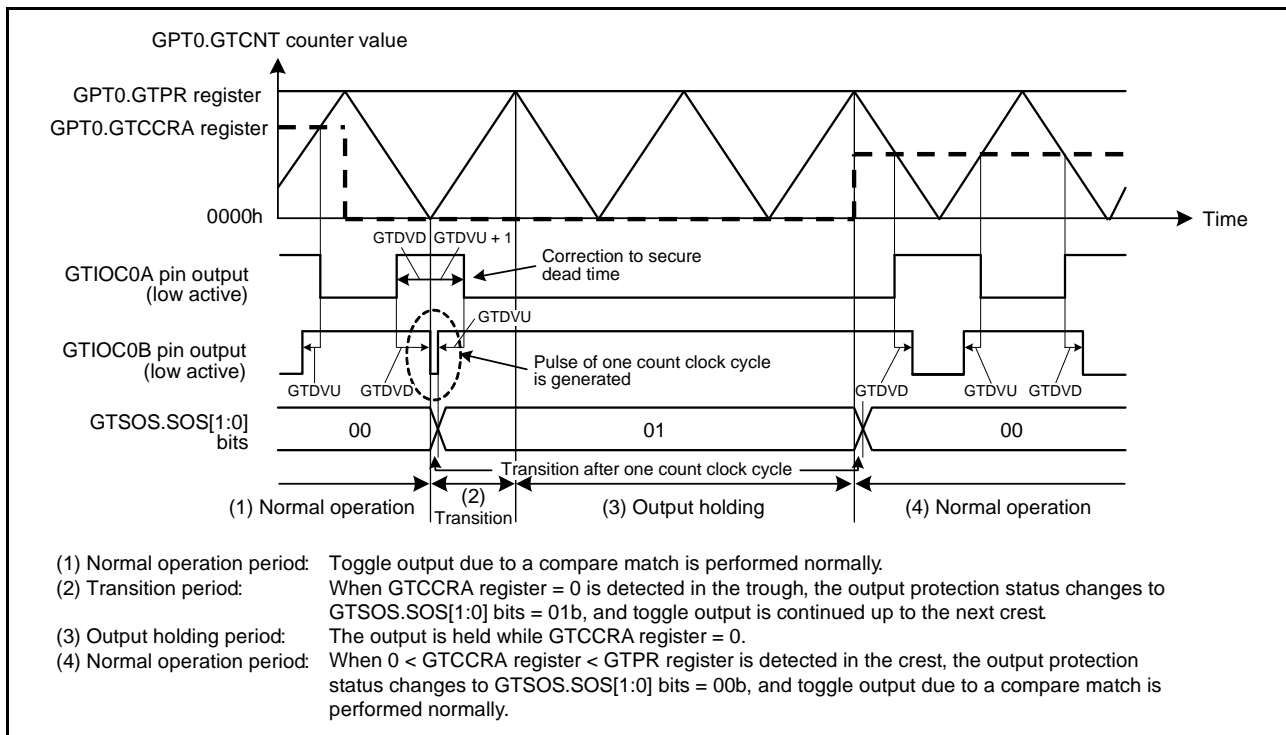 GPT0.GTCNT counter value
GPT0.GTPR register
GPT0.GTCCRA register
0000h
Time
GTDVD
GTDVU + 1
Correction to secure
dead time
GTIOC0A pin output
(low active)
GTDVU
GTIOC0B pin output
(low active)
Pulse of one count clock cycle
is generated
GTDVU
GTDVD
GTDVD
GTDVU
GTDVD
GTSOS.SOS[1:0]
bits
00
01
00
Transition after one count clock cycle
(1) Normal operation
(2)
Transition
(3) Output holding
(4) Normal operation
(1) Normal operation period: Toggle output due to a compare match is performed normally.
(2) Transition period: When GTCCRA register = 0 is detected in the trough, the output protection status changes to
GTSOS.SOS[1:0] bits = 01b, and toggle output is continued up to the next crest.
(3) Output holding period: The output is held while GTCCRA register = 0.
(4) Normal operation period: When 0 < GTCCRA register < GTPR register is detected in the crest, the output protection
status changes to GTSOS.SOS[1:0] bits = 00b, and toggle output due to a compare match is
performed normally.